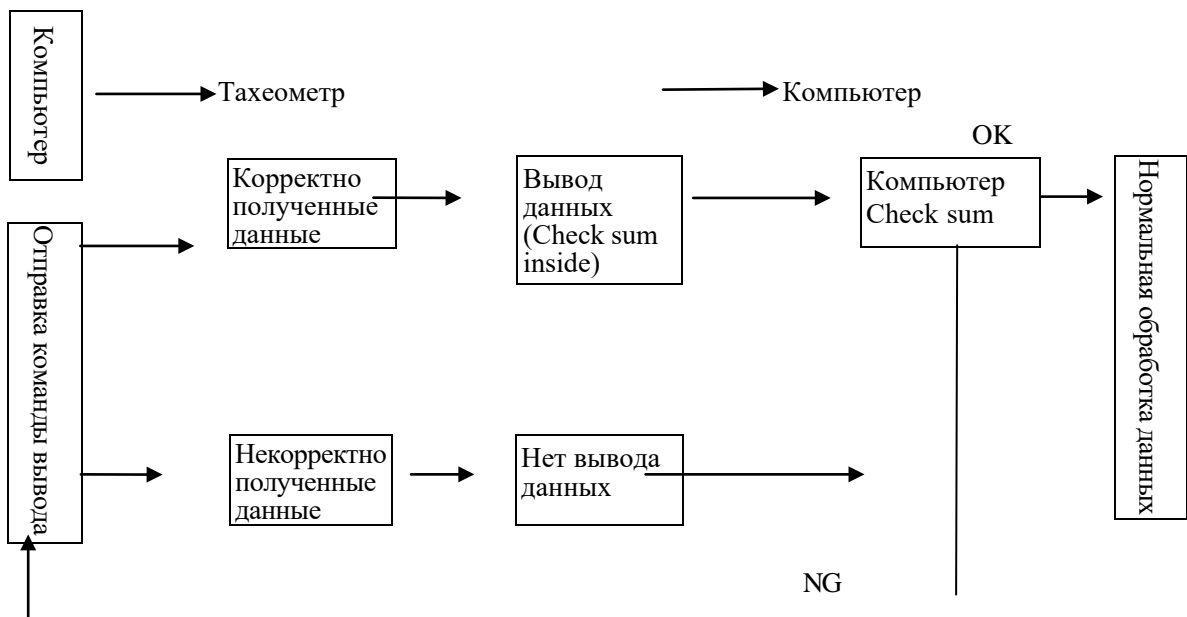 Компьютер
Тахеометр
Компьютер
OK
Корректно
полученные
данные
Вывод
данных
(Check sum
inside)
Компьютер
Check sum
Нормальная обработка данных
Отправка команды вывода
Некорректно
полученные
данные
Нет вывода
данных
NG